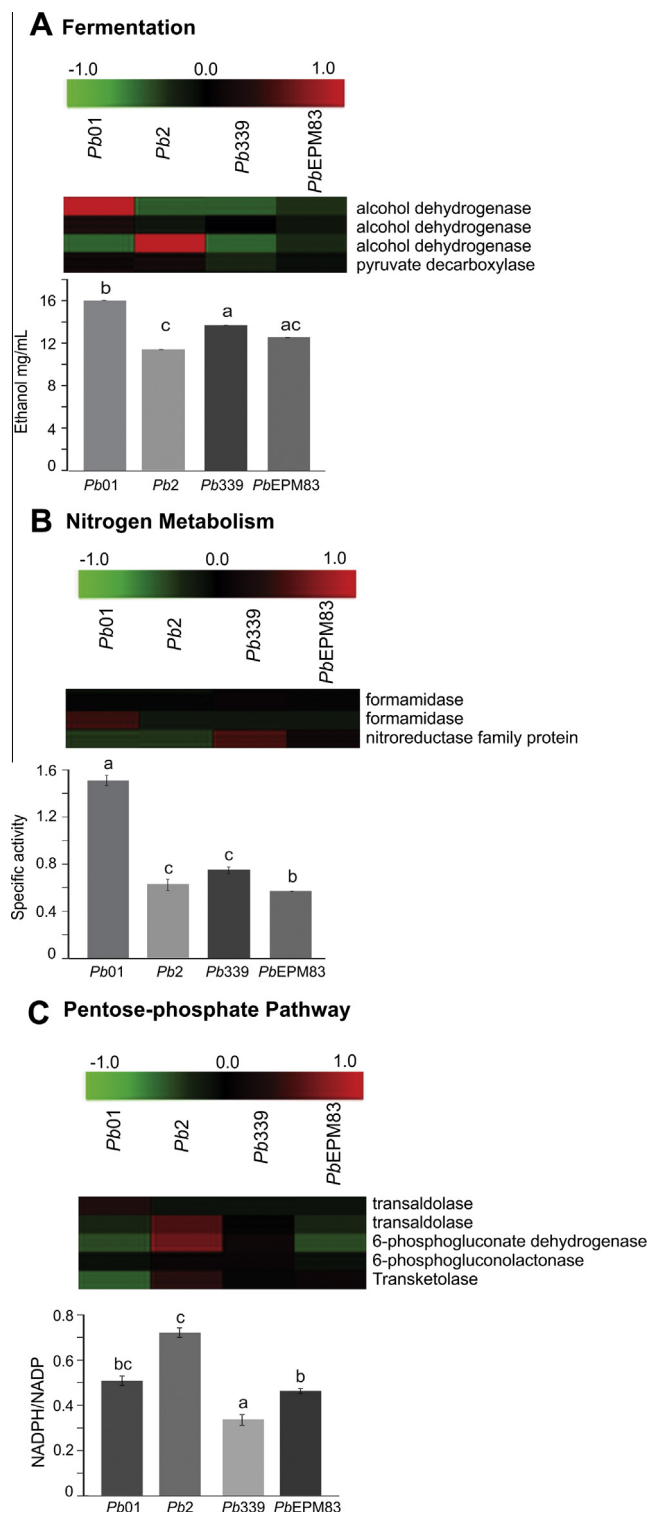 A Fermentation
-1.0 0.0 1.0
Pb01 Pb2 Pb339 PbEPM83
alcohol dehydrogenase
alcohol dehydrogenase
alcohol dehydrogenase
pyruvate decarboxylase
Ethanol mg/mL
16
12
8
4
0
b c a ac
Pb01 Pb2 Pb339 PbEPM83
B Nitrogen Metabolism
-1.0 0.0 1.0
Pb01 Pb2 Pb339 PbEPM83
formamidase
formamidase
nitroreductase family protein
Specific activity
1.6
1.2
0.8
0.4
0
a c c b
Pb01 Pb2 Pb339 PbEPM83
C Pentose-phosphate Pathway
-1.0 0.0 1.0
Pb01 Pb2 Pb339 PbEPM83
transaldolase
transaldolase
6-phosphogluconate dehydrogenase
6-phosphogluconolactonase
Transketolase
NADPH/NADP
0.8
0.6
0.4
0.2
0
bc c a b
Pb01 Pb2 Pb339 PbEPM83